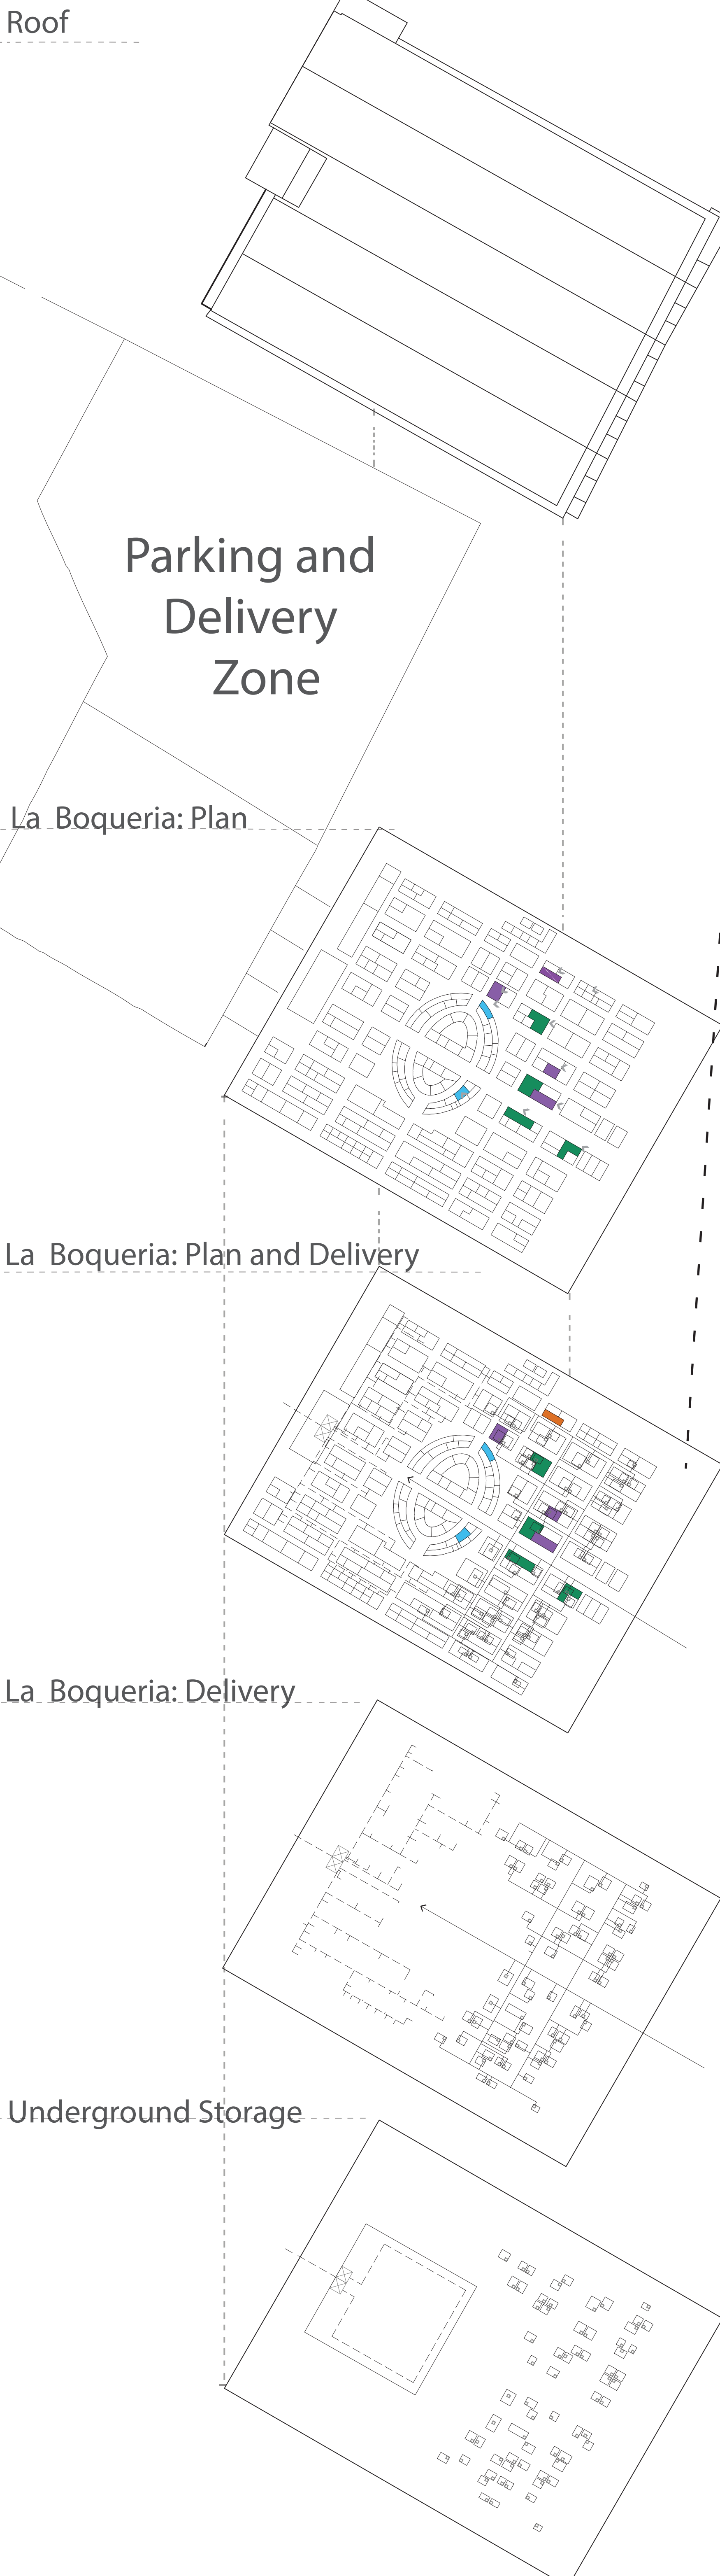 Roof
Parking and
Delivery
Zone
La Boqueria: Plan
La Boqueria: Plan and Delivery
La Boqueria: Delivery
Underground Storage